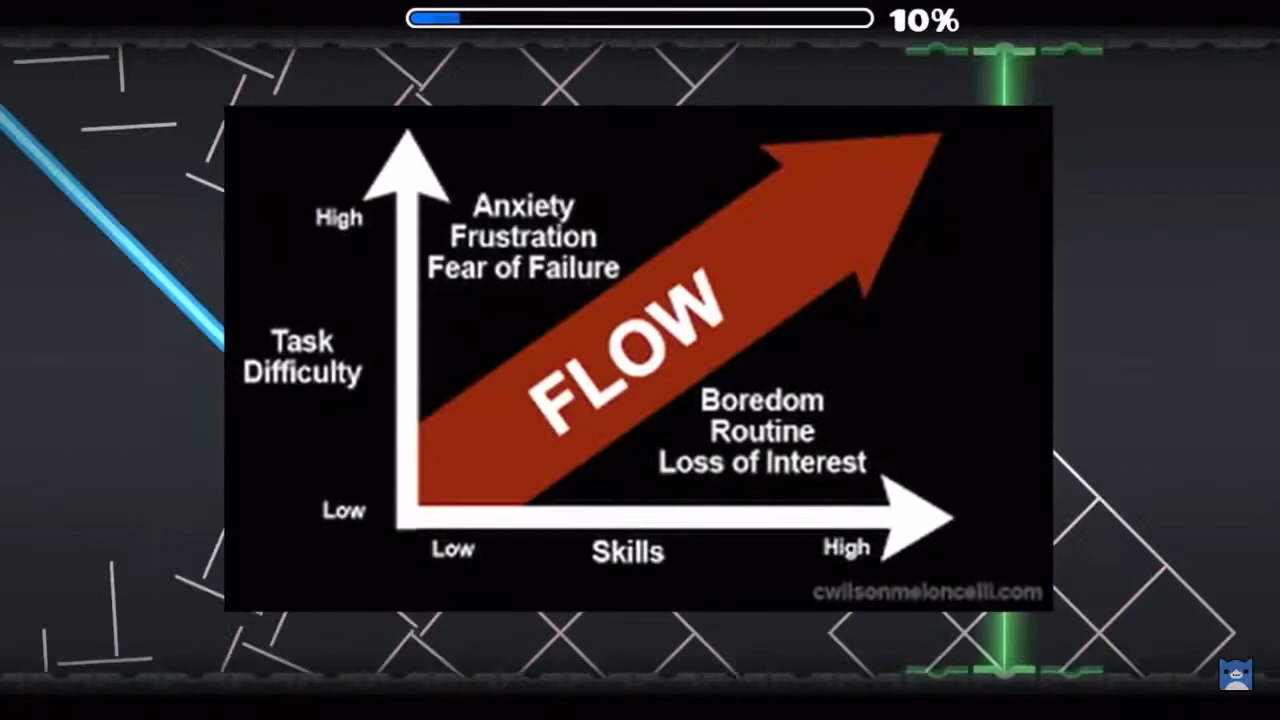 10%
High
Anxiety
Frustration
Fear of Failure
Task
Difficulty
FLOW
Boredom
Routine
Loss of Interest
Low
Low
Skills
High
cwilsonmeloncelli.com